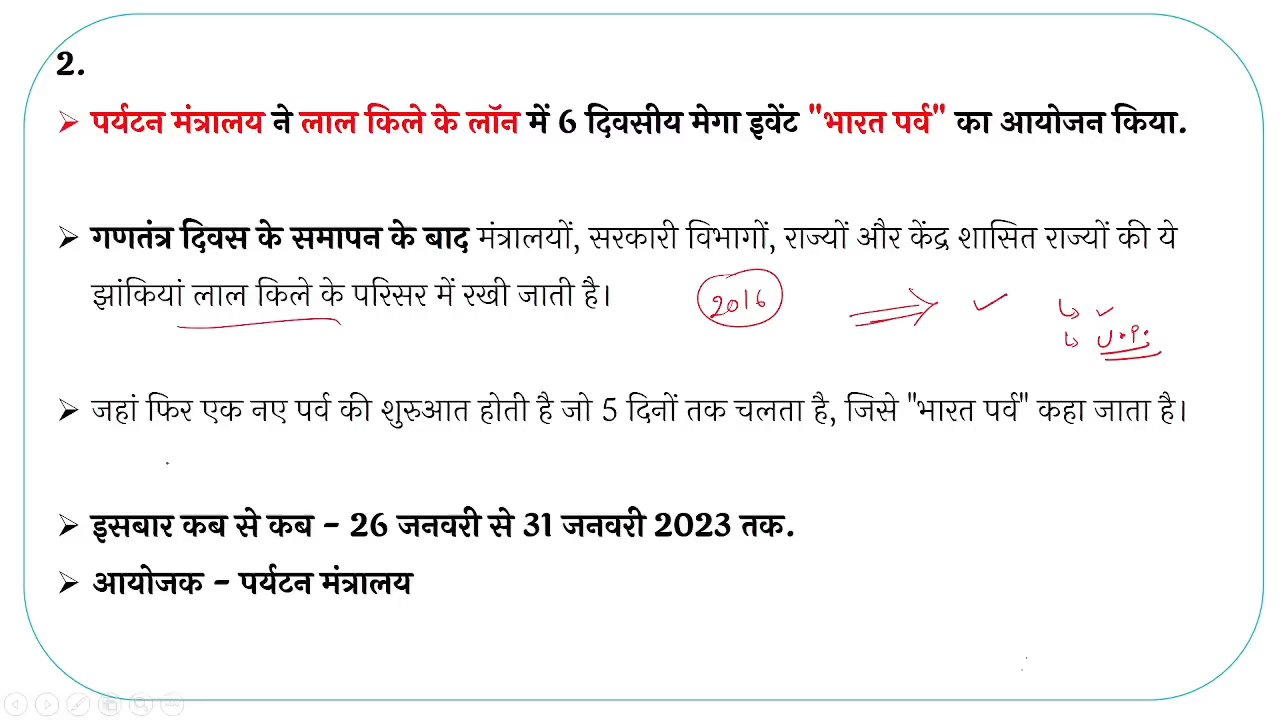 2.
➢ पर्यटन मंत्रालय ने लाल किले के लॉन में 6 दिवसीय मेगा इवेंट "भारत पर्व" का आयोजन किया.
➢ गणतंत्र दिवस के समापन के बाद मंत्रालयों, सरकारी विभागों, राज्यों और केंद्र शासित राज्यों की ये
झांकियां लाल किले के परिसर में रखी जाती है।
2016
U.P.
➢ जहां फिर एक नए पर्व की शुरुआत होती है जो 5 दिनों तक चलता है, जिसे "भारत पर्व" कहा जाता है।
➢ इसबार कब से कब – 26 जनवरी से 31 जनवरी 2023 तक.
➢ आयोजक – पर्यटन मंत्रालय